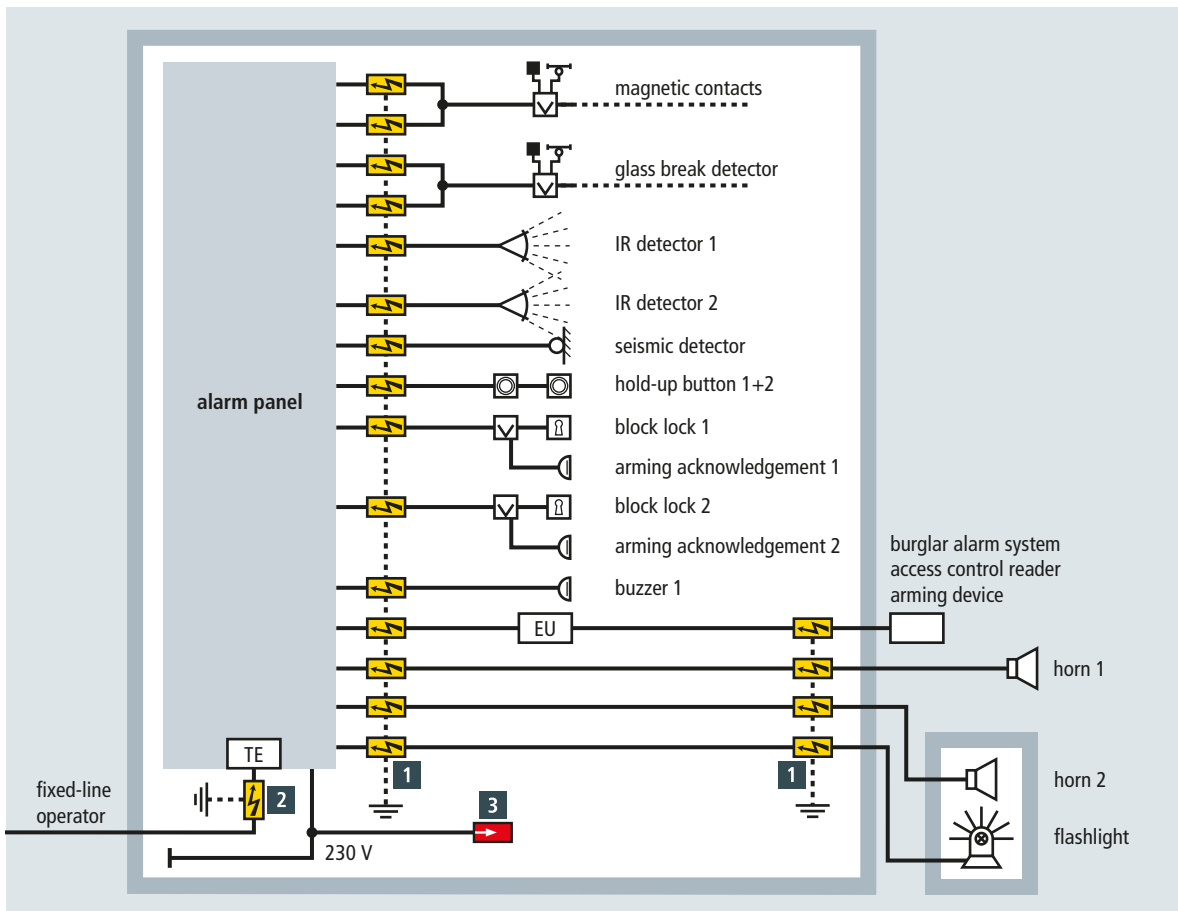 magnetic contacts
glass break detector
IR detector 1
IR detector 2
seismic detector
hold-up button 1+2
alarm panel
block lock 1
arming acknowledgement 1
block lock 2
arming acknowledgement 2
burglar alarm system
access control reader
arming device
buzzer 1
EU
horn 1
TE
1
1
horn 2
fixed-line
operator
2
3
flashlight
230 V